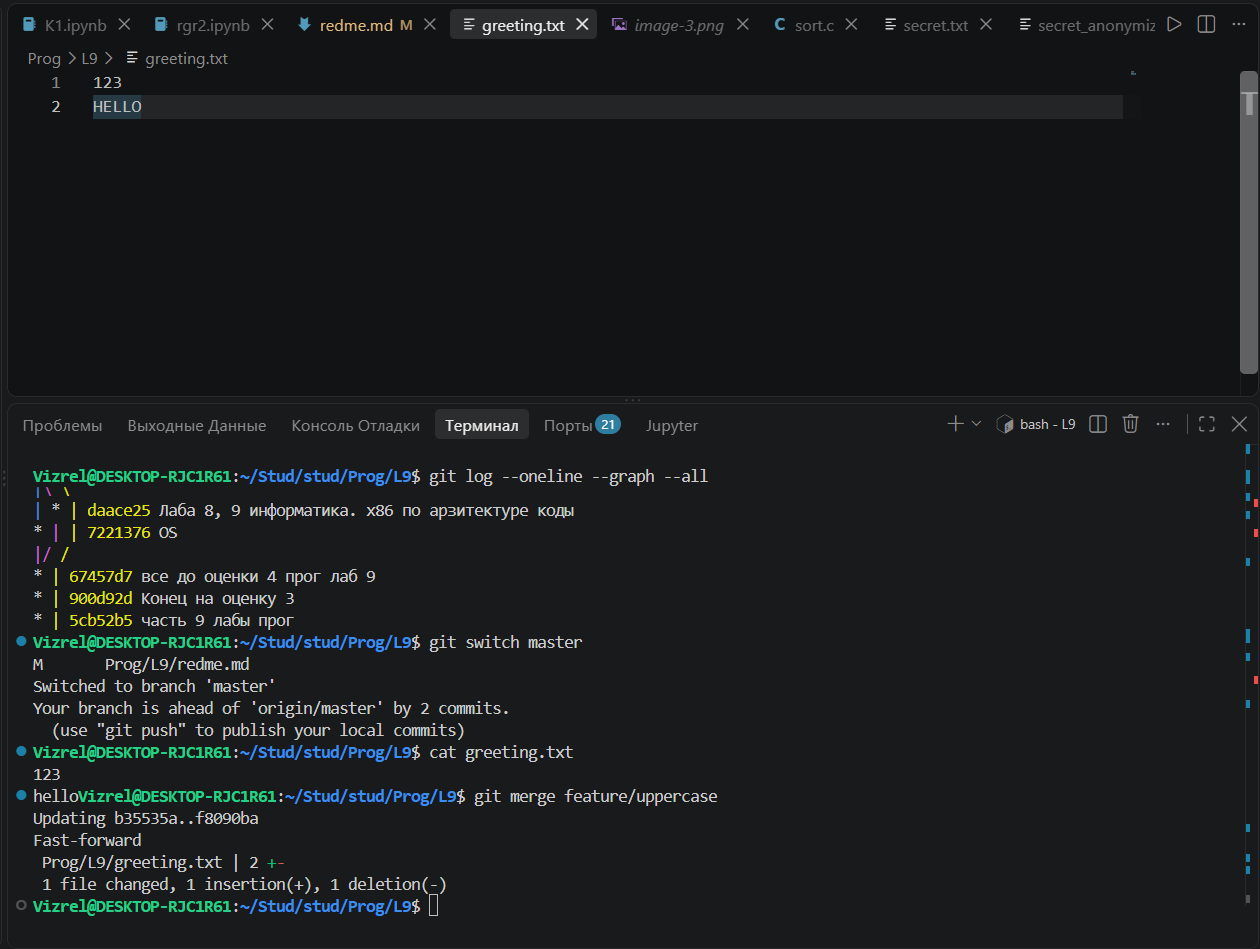 K1.ipynb rgr2.ipynb redme.md M greeting.txt image-3.png C sort.c secret.txt secret_anonymiz
Prog > L9 > greeting.txt
1 123
2 HELLO
Проблемы Выходные Данные Консоль Отладки Терминал Порты 21 Jupyter bash - L9
Vizrel@DESKTOP-RJC1R61:~/Stud/stud/Prog/L9$ git log --oneline --graph --all
|\ \
| * | daace25 Лаба 8, 9 информатика. x86 по арзитектуре коды
* | | 7221376 OS
|/ /
* | 67457d7 все до оценки 4 прог лаб 9
* | 900d92d Конец на оценку 3
* | 5cb52b5 часть 9 лабы прог
Vizrel@DESKTOP-RJC1R61:~/Stud/stud/Prog/L9$ git switch master
M Prog/L9/redme.md
Switched to branch 'master'
Your branch is ahead of 'origin/master' by 2 commits.
(use "git push" to publish your local commits)
Vizrel@DESKTOP-RJC1R61:~/Stud/stud/Prog/L9$ cat greeting.txt
123
helloVizrel@DESKTOP-RJC1R61:~/Stud/stud/Prog/L9$ git merge feature/uppercase
Updating b35535a..f8090ba
Fast-forward
Prog/L9/greeting.txt | 2 +-
1 file changed, 1 insertion(+), 1 deletion(-)
Vizrel@DESKTOP-RJC1R61:~/Stud/stud/Prog/L9$